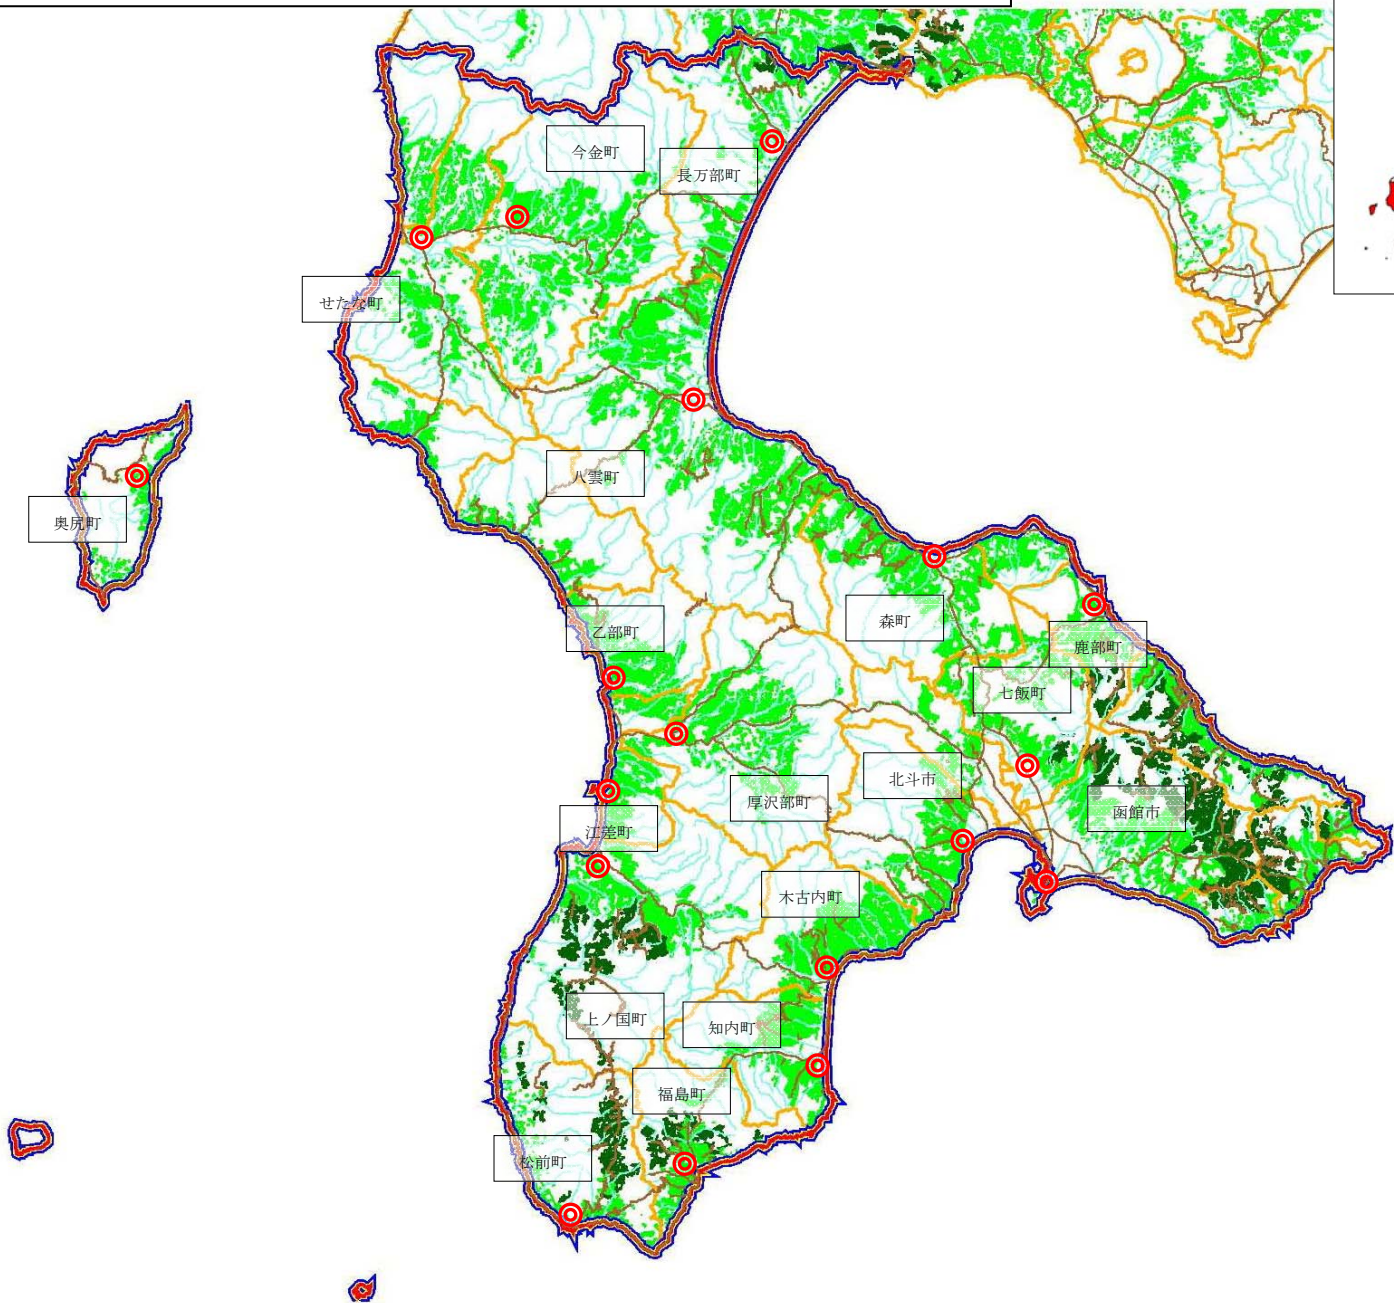 今金町
長万部町
せたな町
八雲町
奥尻町
乙部町
森町
鹿部町
七飯町
北斗市
厚沢部町
函館市
江差町
木古内町
上ノ国町
知内町
福島町
松前町